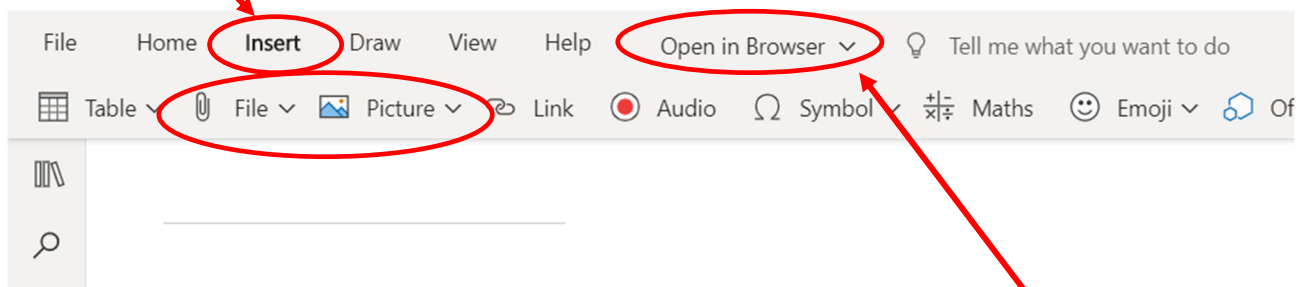 File Home Insert Draw View Help Open in Browser Tell me what you want to do
Table File Picture Link Audio Symbol Maths Emoji Of